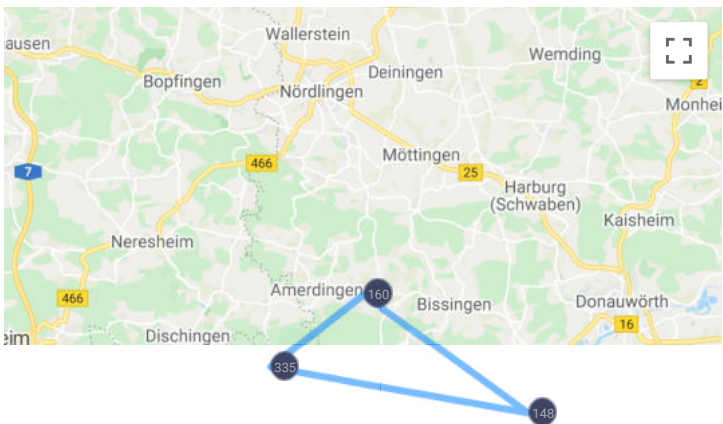 ausen
Wallerstein
Wemding
Deiningen
Bopfingen
2
Nördlingen
Monhei
Möttingen
466
7
25
Harburg
(Schwaben)
Kaisheim
Neresheim
Amerdingen
160
466
Bissingen
Donauwörth
16
eim
Dischingen
335
148